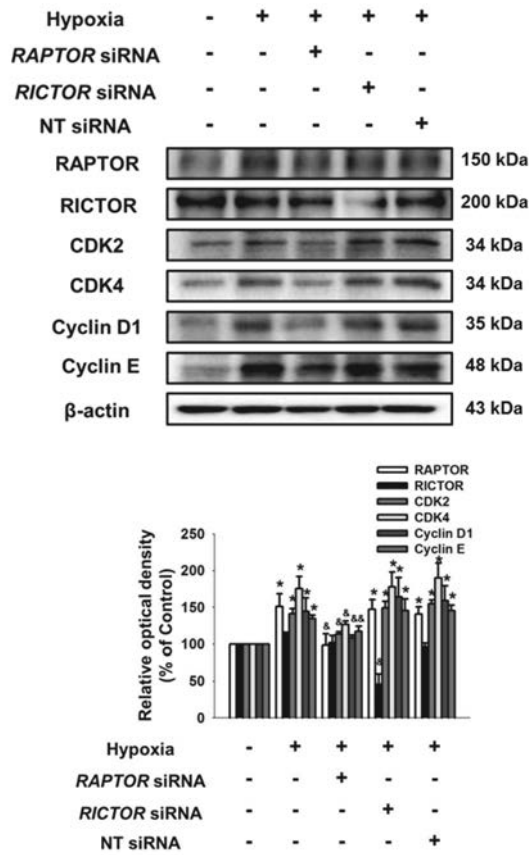 Hypoxia - + + + +
RAPTOR siRNA - - + - -
RICTOR siRNA - - - + -
NT siRNA - - - - +
RAPTOR 150 kDa
RICTOR 200 kDa
CDK2 34 kDa
CDK4 34 kDa
Cyclin D1 35 kDa
Cyclin E 48 kDa
β-actin 43 kDa
RAPTOR
RICTOR
CDK2
CDK4
Cyclin D1
Cyclin E
Relative optical density
(% of Control)
250
200
150
100
50
0
* * * * *
& & & & &&
* & * * * *
* * * * *
Hypoxia - + + + +
RAPTOR siRNA - - + - -
RICTOR siRNA - - - + -
NT siRNA - - - - +